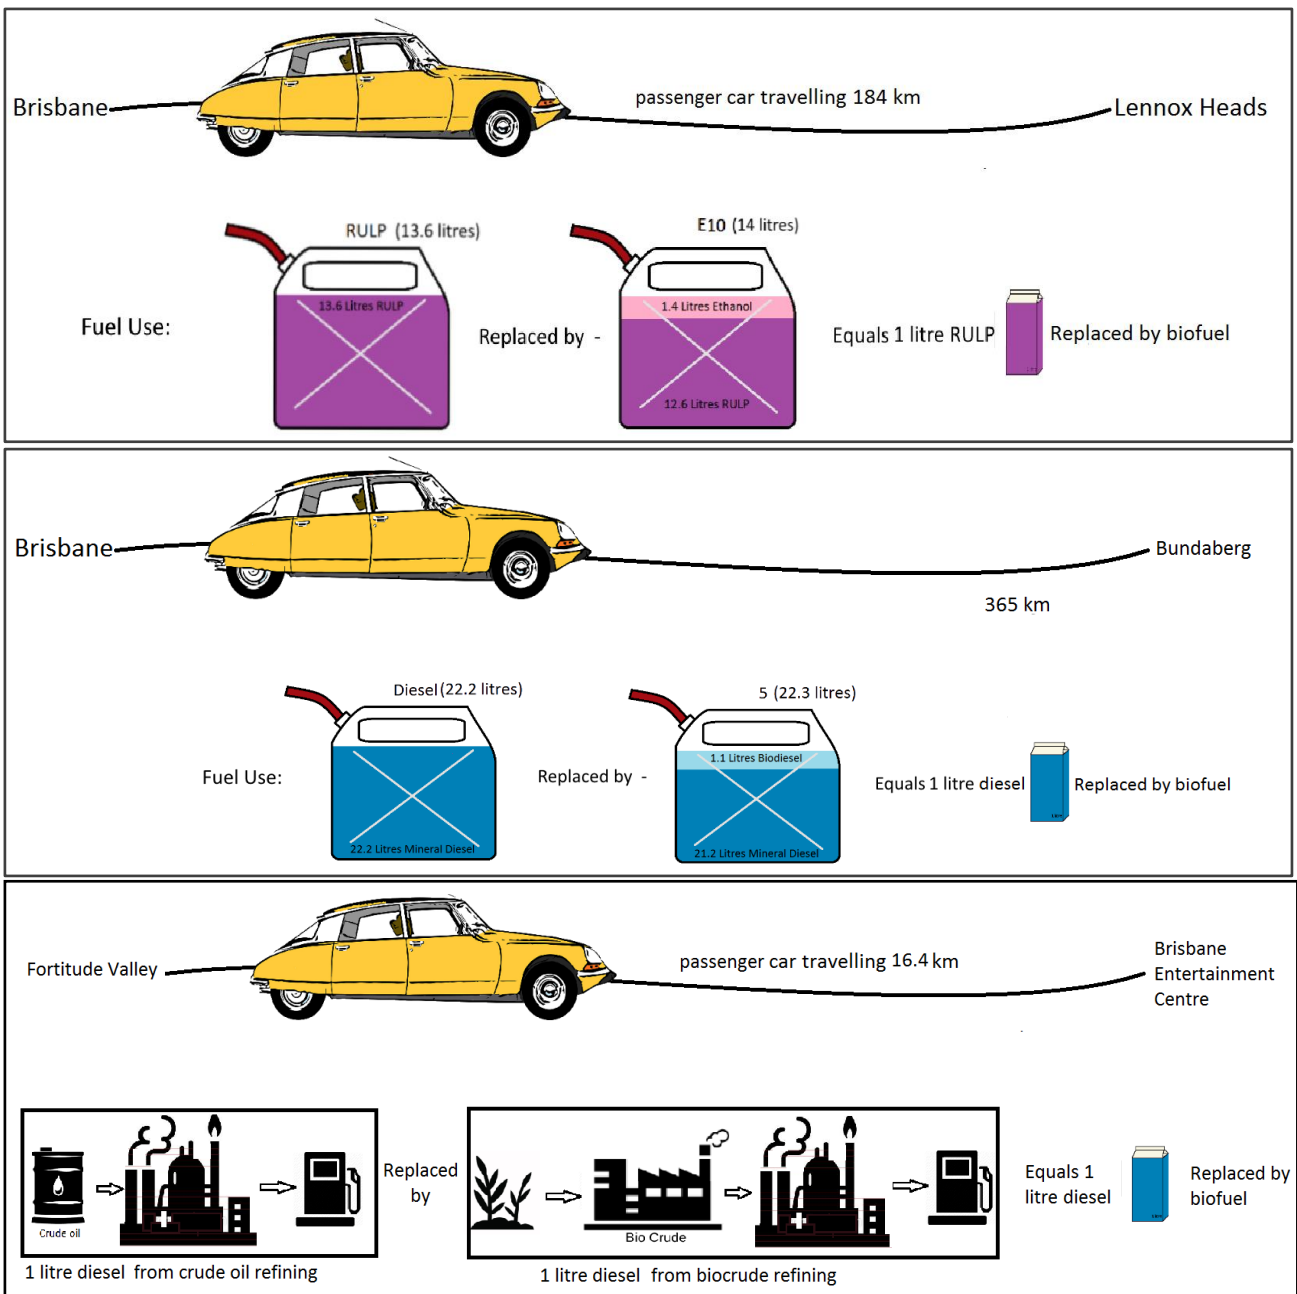 Brisbane
passenger car travelling 184 km
Lennox Heads
RULP (13.6 litres)
E10 (14 litres)
13.6 Litres RULP
1.4 Litres Ethanol
Fuel Use:
Replaced by -
Equals 1 litre RULP
Replaced by biofuel
12.6 Litres RULP
Brisbane
Bundaberg
365 km
Diesel (22.2 litres)
5 (22.3 litres)
1.1 Litres Biodiesel
Fuel Use:
Replaced by -
Equals 1 litre diesel
Replaced by biofuel
22.2 Litres Mineral Diesel
21.2 Litres Mineral Diesel
Fortitude Valley
passenger car travelling 16.4 km
Brisbane
Entertainment
Centre
Crude oil
Replaced
by
Bio Crude
Equals 1
litre diesel
Replaced by
biofuel
1 litre diesel from crude oil refining
1 litre diesel from biocrude refining